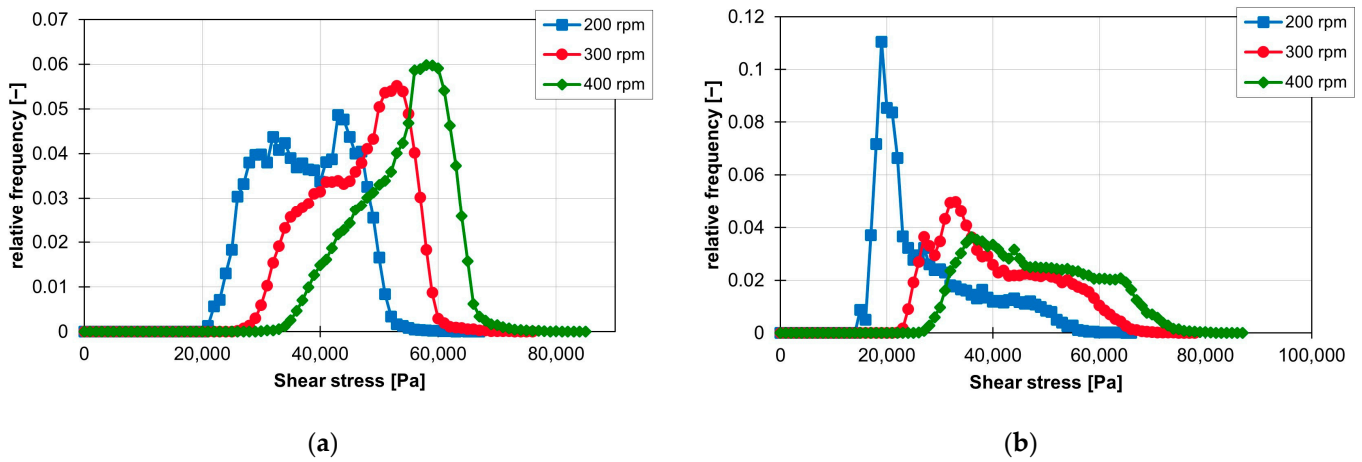 0.07
0.06
0.05
0.04
0.03
0.02
0.01
0
relative frequency [−]
0 20,000 40,000 60,000 80,000
Shear stress [Pa]
200 rpm
300 rpm
400 rpm
(a)
0.12
0.1
0.08
0.06
0.04
0.02
0
relative frequency [−]
0 20,000 40,000 60,000 80,000 100,000
Shear stress [Pa]
200 rpm
300 rpm
400 rpm
(b)